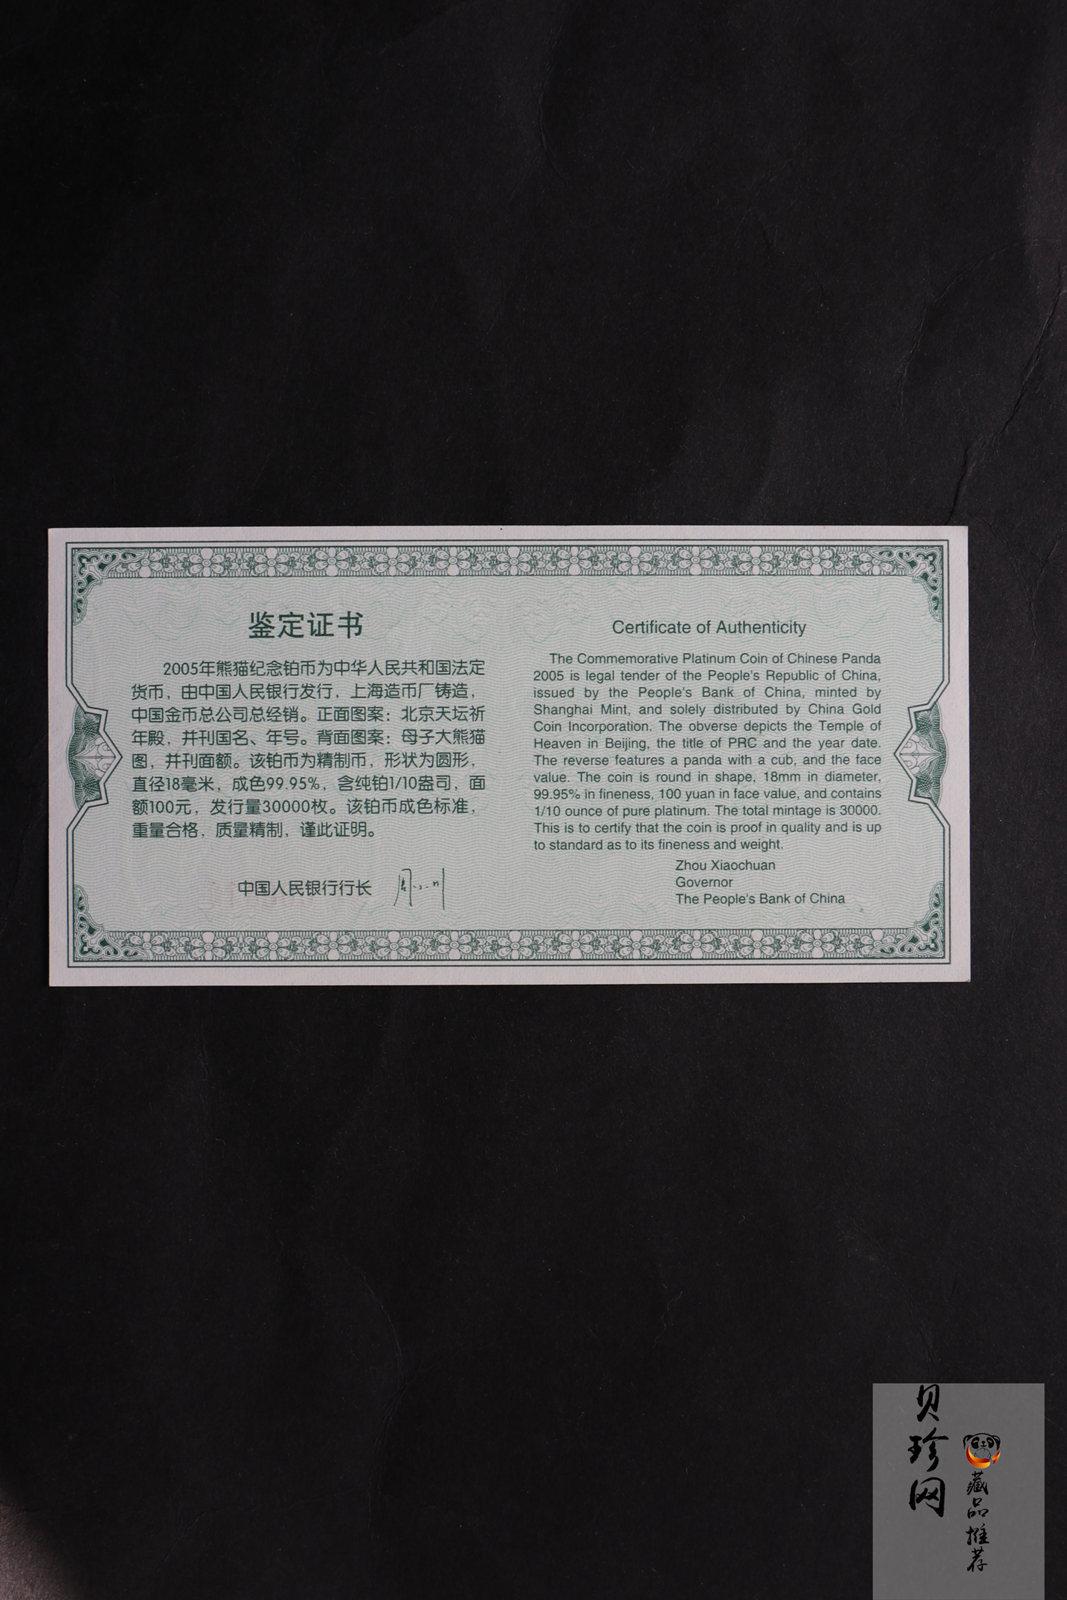 鉴定证书
2005年熊猫纪念铂币为中华人民共和国法定
货币，由中国人民银行发行，上海造币厂铸造，
中国金币总公司总经销。正面图案：北京天坛祈
年殿，并刊国名、年号。背面图案：母子大熊猫
图，并刊面额。该铂币为精制币，形状为圆形，
直径18毫米，成色99.95%，含纯铂1/10盎司，面
额100元，发行量30000枚。该铂币成色标准，
重量合格，质量精制，谨此证明。
中国人民银行行长
Certificate of Authenticity
The Commemorative Platinum Coin of Chinese Panda
2005 is legal tender of the People's Republic of China,
issued by the People's Bank of China, minted by
Shanghai Mint, and solely distributed by China Gold
Coin Incorporation. The obverse depicts the Temple of
Heaven in Beijing, the title of PRC and the year date.
The reverse features a panda with a cub, and the face
value. The coin is round in shape, 18mm in diameter,
99.95% in fineness, 100 yuan in face value, and contains
1/10 ounce of pure platinum. The total mintage is 30000.
This is to certify that the coin is proof in quality and is up
to standard as to its fineness and weight.
Zhou Xiaochuan
Governor
The People's Bank of China
贝珍网
藏品推荐